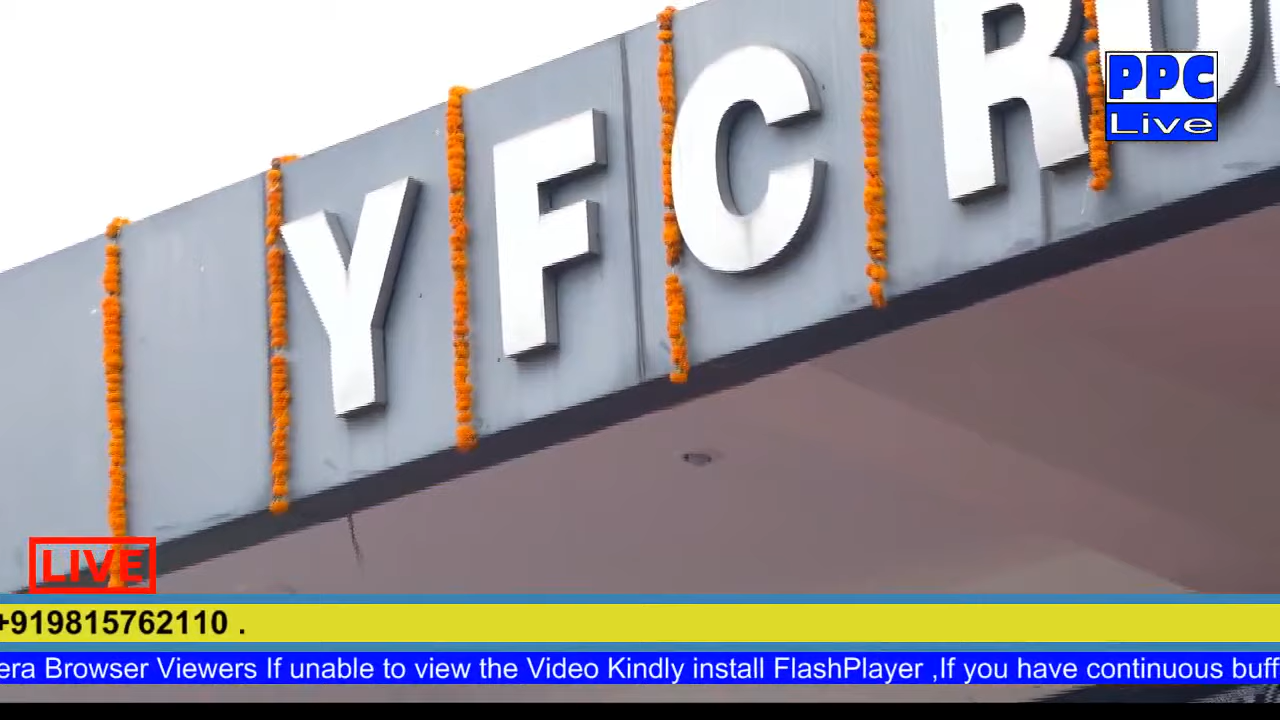 YFC RU
PPC
Live
LIVE
+919815762110 .
era Browser Viewers If unable to view the Video Kindly install FlashPlayer ,If you have continuous buff